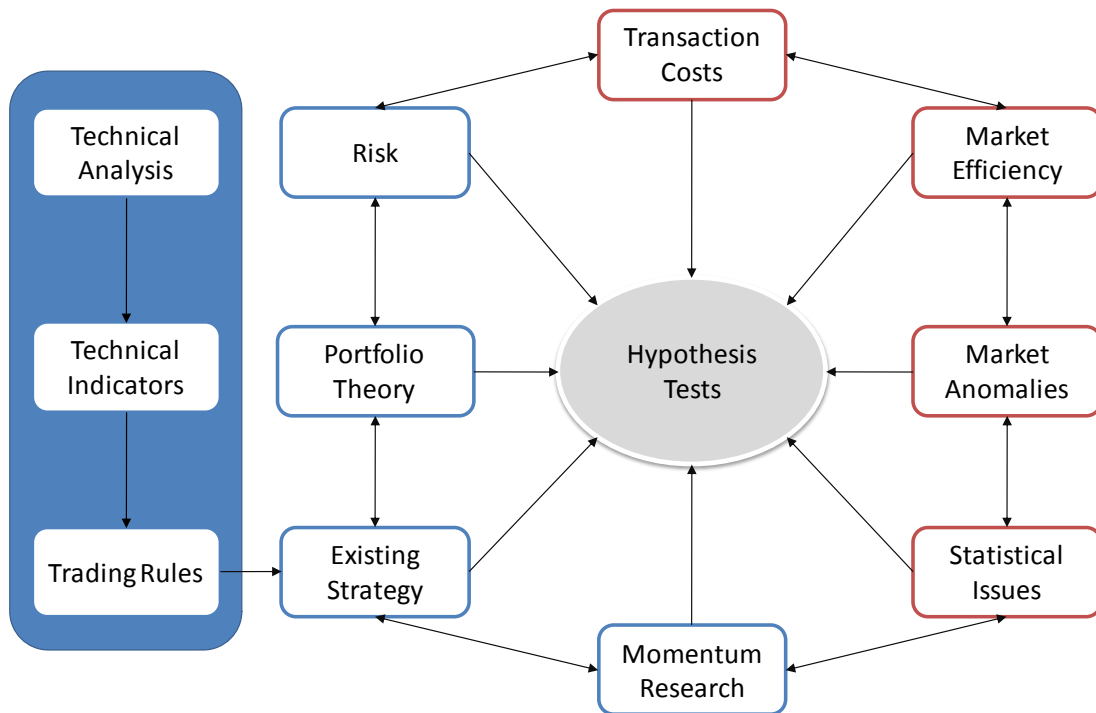 Technical
Analysis
Technical
Indicators
Trading Rules
Transaction
Costs
Risk
Market
Efficiency
Portfolio
Theory
Hypothesis
Tests
Market
Anomalies
Existing
Strategy
Statistical
Issues
Momentum
Research